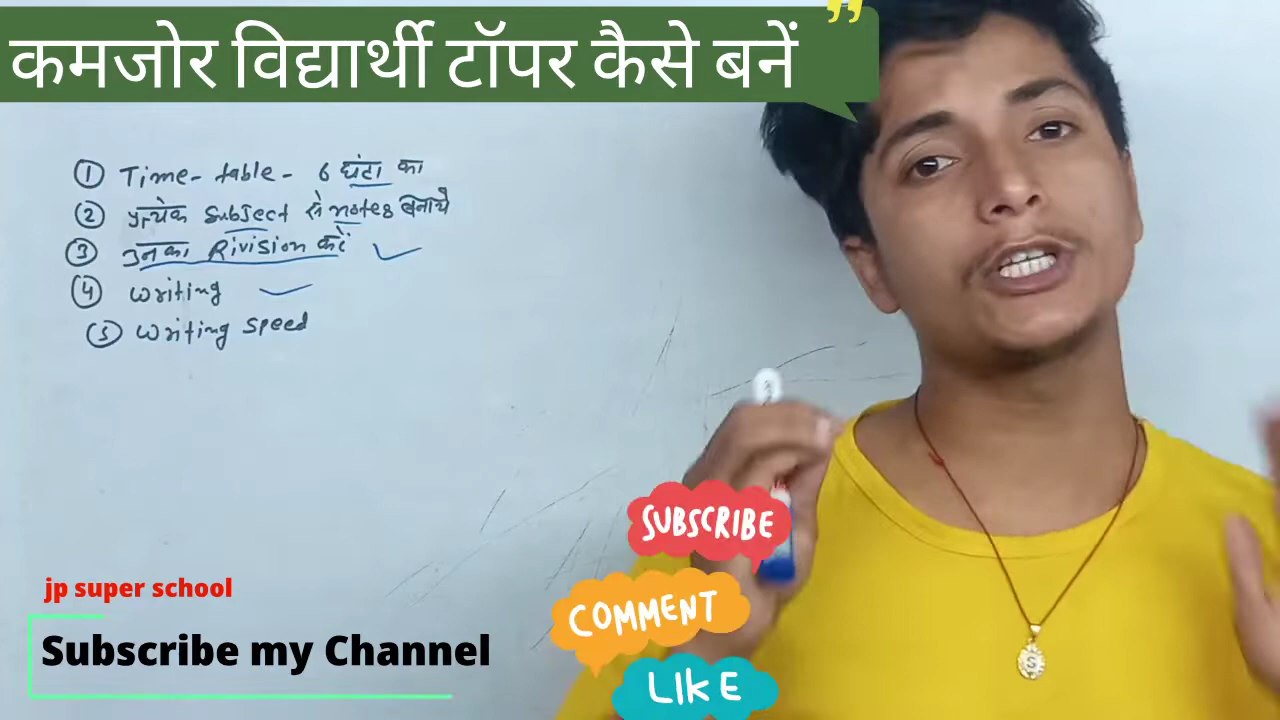 कमजोर विद्यार्थी टॉपर कैसे बनें ”
① Time-table - 6 घंटा का
② प्रत्येक Subject से notes बनाये
③ उनका Rivision करें ✓
④ Writing
⑤ Writing Speed
jp super school
Subscribe my Channel
SUBSCRIBE
COMMENT
LIKE
S